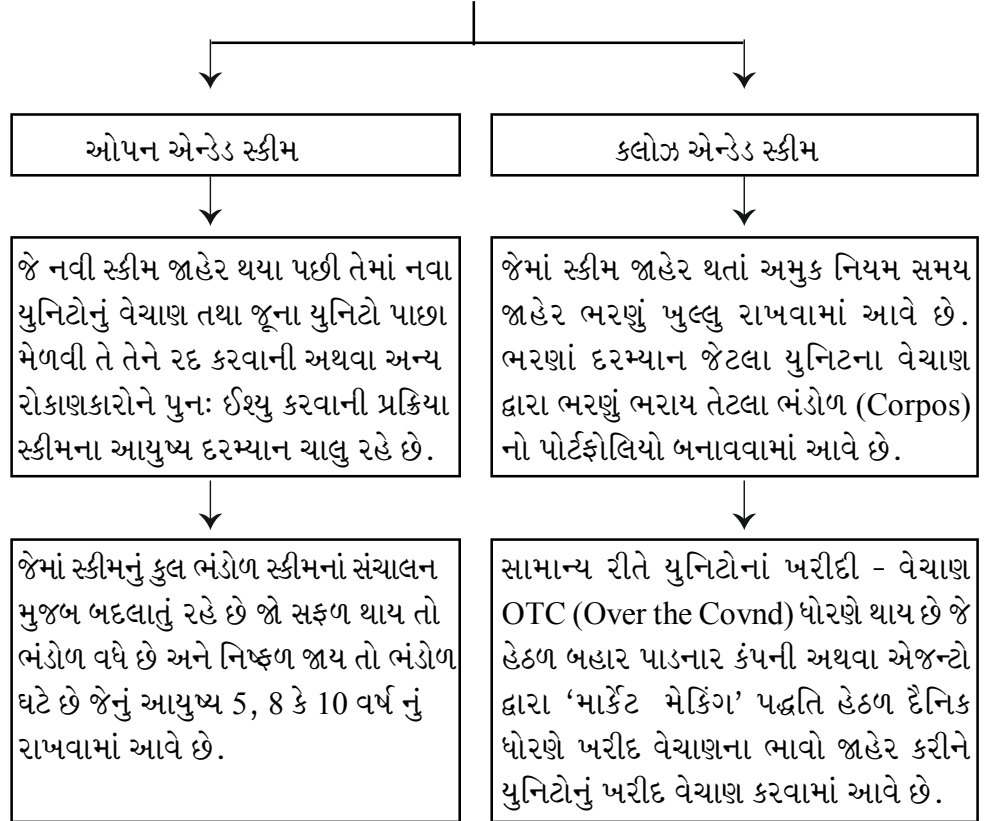 ઓપન એન્ડેડ સ્કીમ
જે નવી સ્કીમ જાહેર થયા પછી તેમાં નવા
યુનિટોનું વેચાણ તથા જૂના યુનિટો પાછા
મેળવી તે તેને રદ કરવાની અથવા અન્ય
રોકાણકારોને પુનઃ ઈશ્યુ કરવાની પ્રક્રિયા
સ્કીમના આયુષ્ય દરમ્યાન ચાલુ રહે છે.
જેમાં સ્કીમનું કુલ ભંડોળ સ્કીમનાં સંચાલન
મુજબ બદલાતું રહે છે જો સફળ થાય તો
ભંડોળ વધે છે અને નિષ્ફળ જાય તો ભંડોળ
ઘટે છે જેનું આયુષ્ય 5, 8 કે 10 વર્ષ નું
રાખવામાં આવે છે.
કલોઝ એન્ડેડ સ્કીમ
જેમાં સ્કીમ જાહેર થતાં અમુક નિયમ સમય
જાહેર ભરણું ખુલ્લુ રાખવામાં આવે છે.
ભરણાં દરમ્યાન જેટલા યુનિટના વેચાણ
દ્વારા ભરણું ભરાય તેટલા ભંડોળ (Corpos)
નો પોર્ટફોલિયો બનાવવામાં આવે છે.
સામાન્ય રીતે યુનિટોનાં ખરીદી - વેચાણ
OTC (Over the Covnd) ધોરણે થાય છે જે
હેઠળ બહાર પાડનાર કંપની અથવા એજન્ટો
દ્વારા ‘માર્કેટ મેકિંગ’ પદ્ધતિ હેઠળ દૈનિક
ધોરણે ખરીદ વેચાણના ભાવો જાહેર કરીને
યુનિટોનું ખરીદ વેચાણ કરવામાં આવે છે.